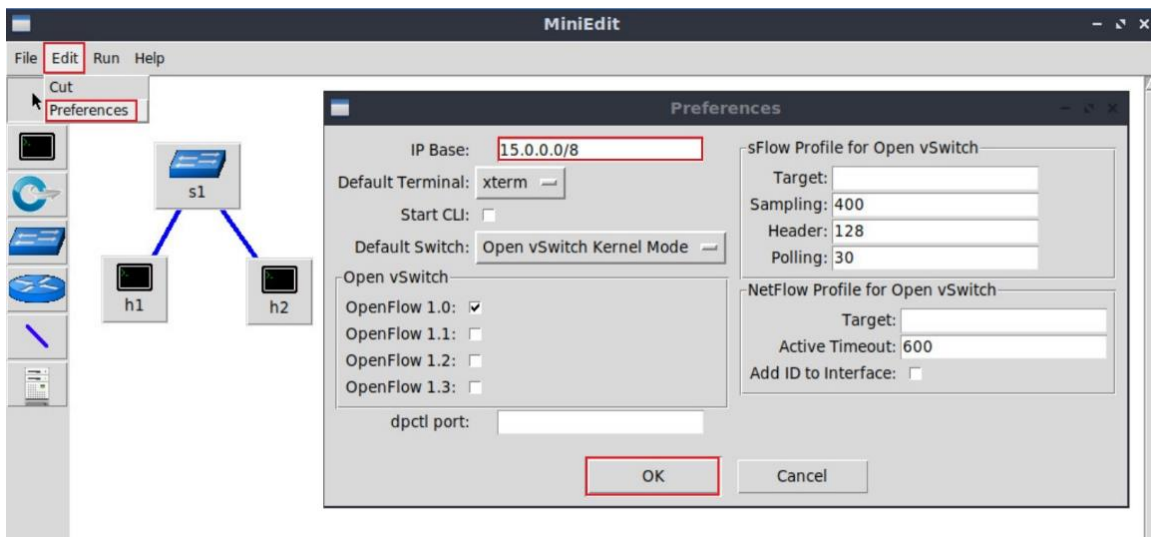 MiniEdit
File Edit Run Help
Cut
Preferences
s1
h1
h2
Preferences
IP Base: 15.0.0.0/8
Default Terminal: xterm
Start CLI:
Default Switch: Open vSwitch Kernel Mode
Open vSwitch
OpenFlow 1.0:
OpenFlow 1.1:
OpenFlow 1.2:
OpenFlow 1.3:
dpctl port:
sFlow Profile for Open vSwitch
Target:
Sampling: 400
Header: 128
Polling: 30
NetFlow Profile for Open vSwitch
Target:
Active Timeout: 600
Add ID to Interface:
OK
Cancel